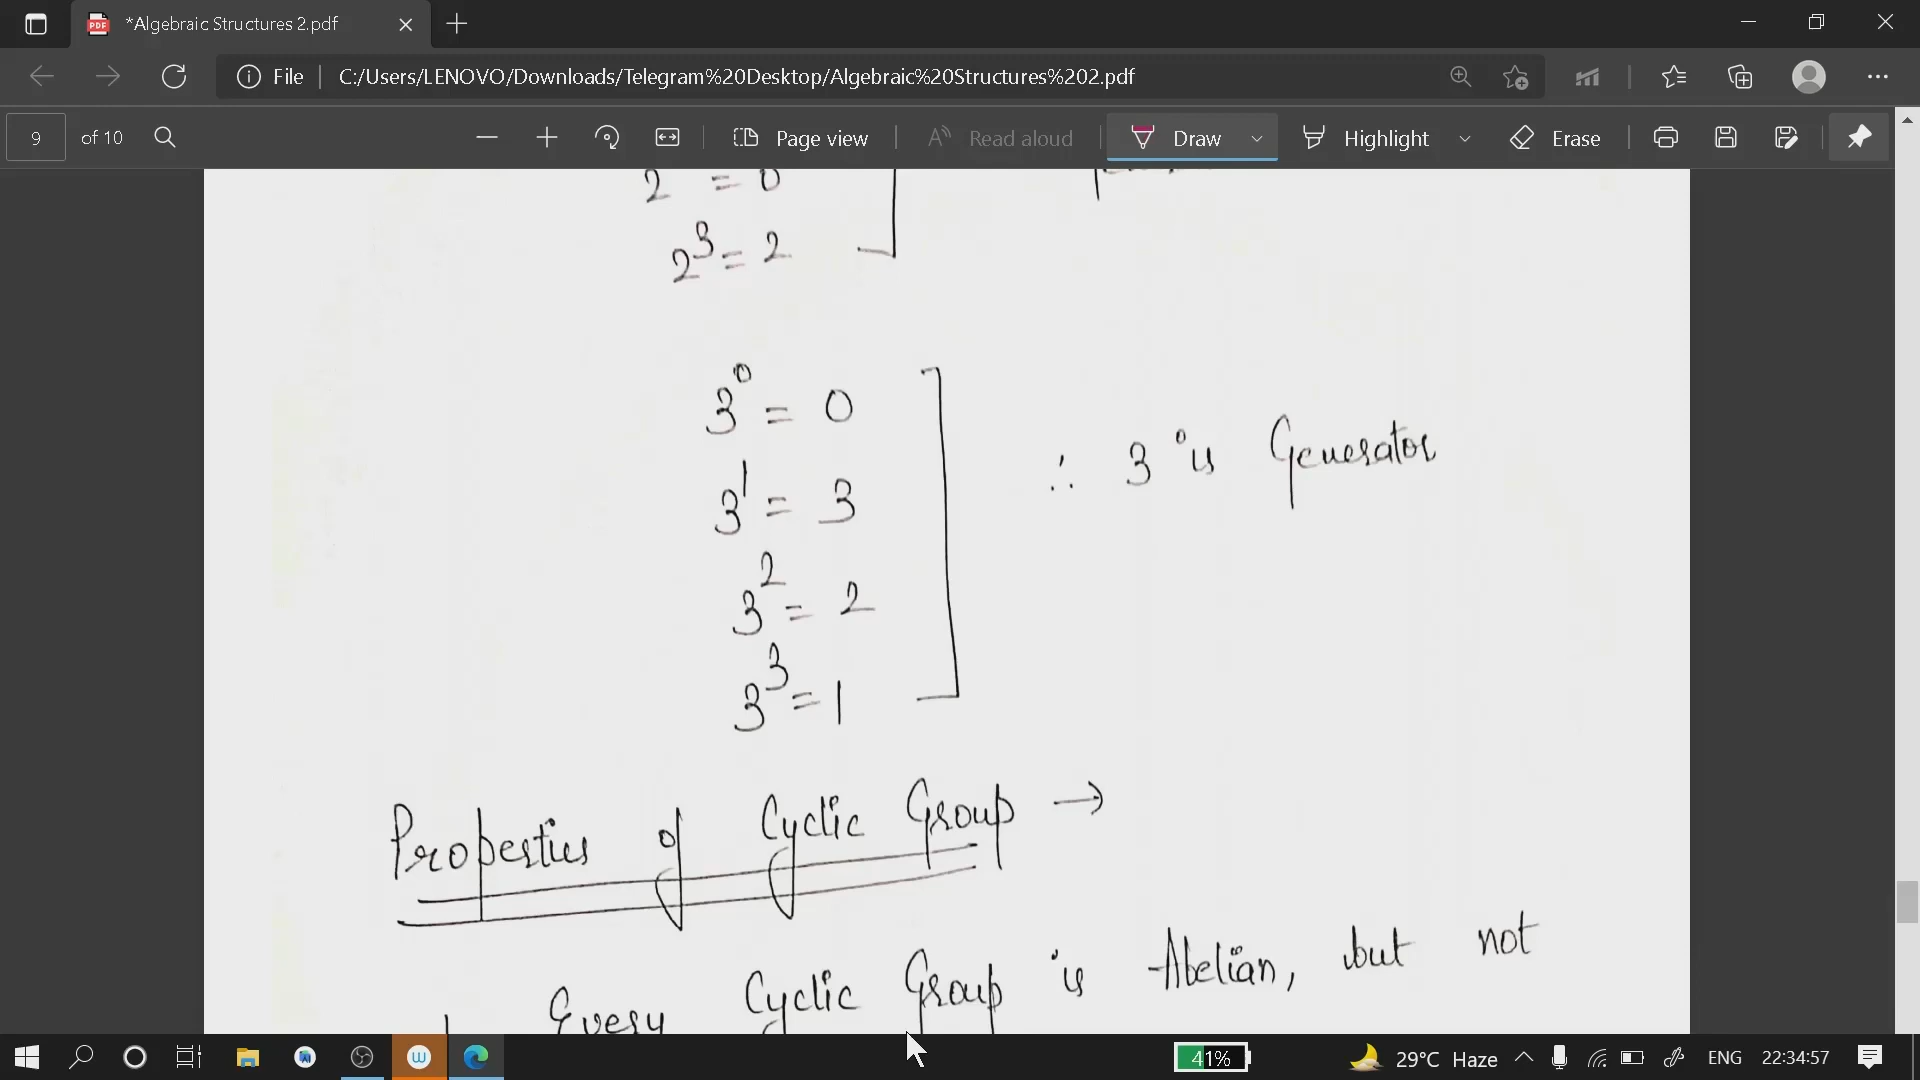 *Algebraic Structures 2.pdf
File
C:/Users/LENOVO/Downloads/Telegram%20Desktop/Algebraic%20Structures%202.pdf
9 of 10
Page view
Read aloud
Draw
Highlight
Erase
2 = 0
2³ = 2
3⁰ = 0
3¹ = 3
∴ 3 is Generator
3² = 2
3³ = 1
Properties of Cyclic Group →
Every Cyclic Group is Abelian, but not
41%
29°C Haze
ENG
22:34:57